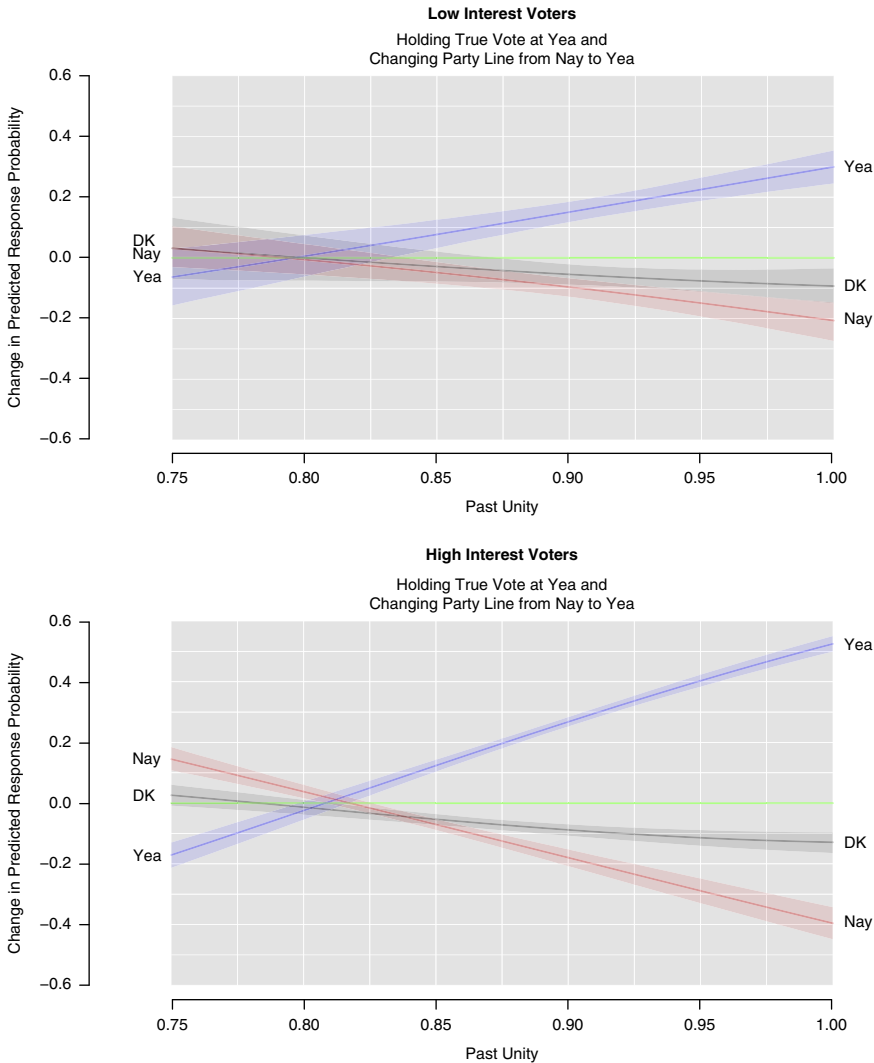 Low Interest Voters
Holding True Vote at Yea and
Changing Party Line from Nay to Yea
Change in Predicted Response Probability
0.6
0.4
0.2
0.0
−0.2
−0.4
−0.6
DK
Nay
Yea
Yea
DK
Nay
0.75 0.80 0.85 0.90 0.95 1.00
Past Unity
High Interest Voters
Holding True Vote at Yea and
Changing Party Line from Nay to Yea
Change in Predicted Response Probability
0.6
0.4
0.2
0.0
−0.2
−0.4
−0.6
Nay
DK
Yea
Yea
DK
Nay
0.75 0.80 0.85 0.90 0.95 1.00
Past Unity